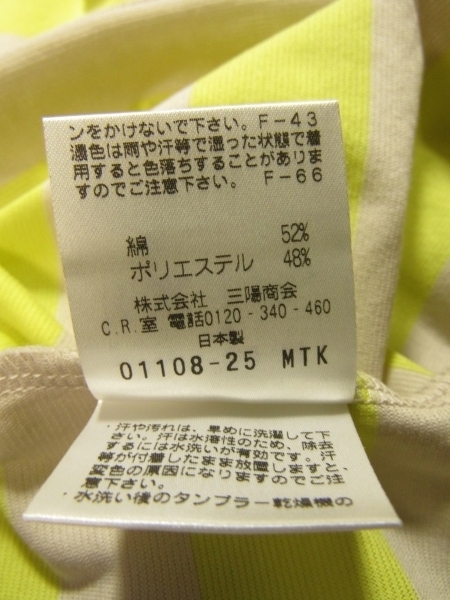 ンをかけないで下さい。F-43
濃色は雨や汗等で湿った状態で着
用すると色落ちすることがありま
すのでご注意下さい。 F-66
綿 52%
ポリエステル 48%
株式会社 三陽商会
C.R.室 電話0120-340-460
日本製
01108-25 MTK
・汗や汚れは、早めに洗濯して下
さい。汗は水溶性のため、除去
するには水洗いが有効です。汗
等が付着したまま放置しますと、
変色の原因になりますのでご注
意下さい。
・水洗い後のタンブラー乾燥機の